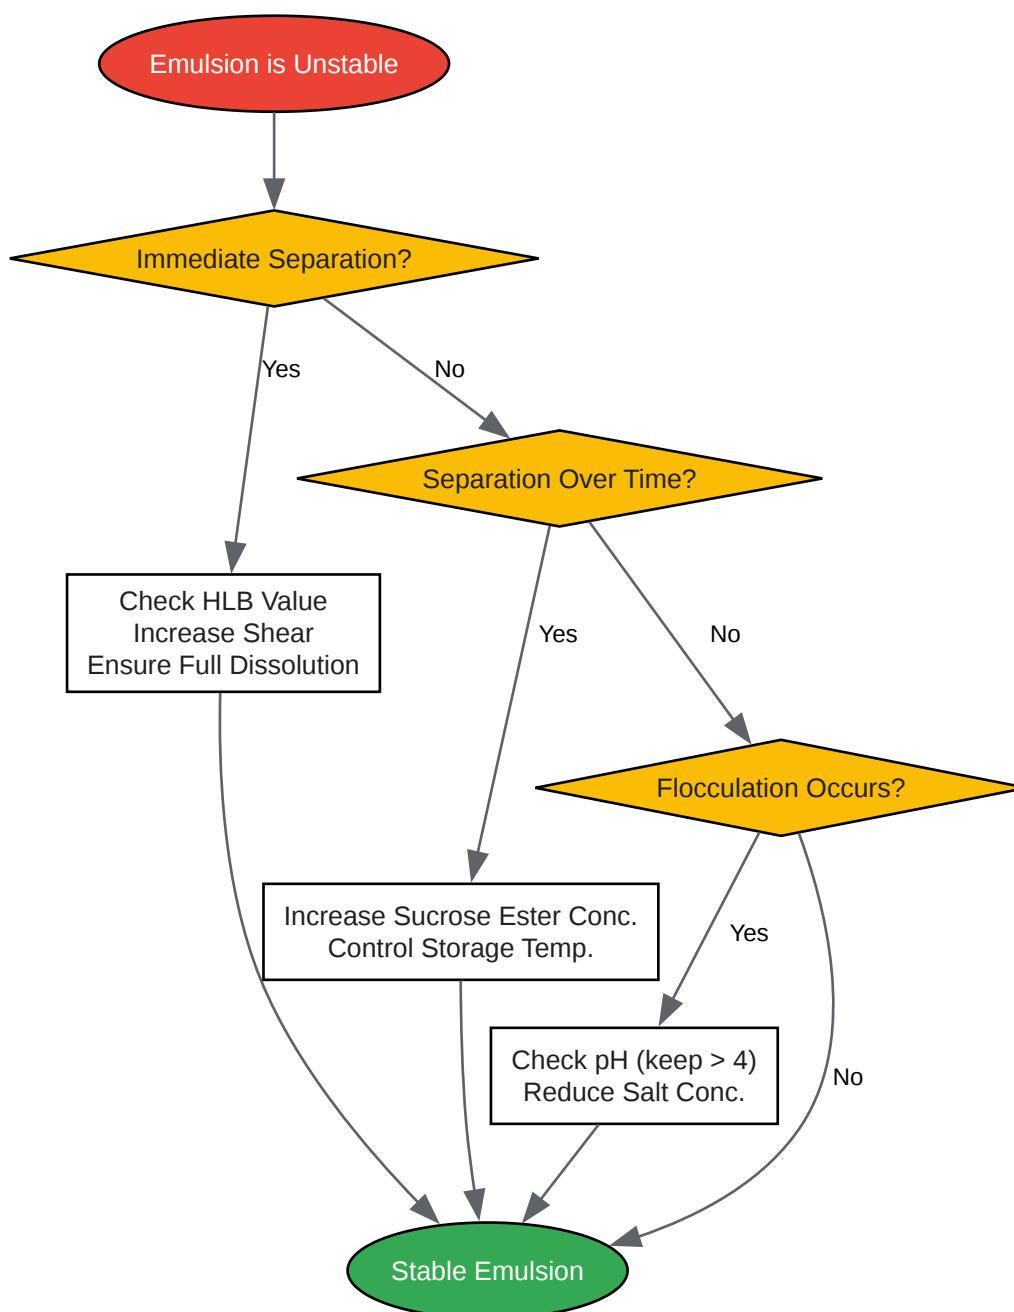 Emulsion is Unstable
Immediate Separation?
Yes
No
Separation Over Time?
Check HLB Value
Increase Shear
Ensure Full Dissolution
Yes
No
Flocculation Occurs?
Increase Sucrose Ester Conc.
Control Storage Temp.
Yes
Check pH (keep > 4)
Reduce Salt Conc.
No
Stable Emulsion